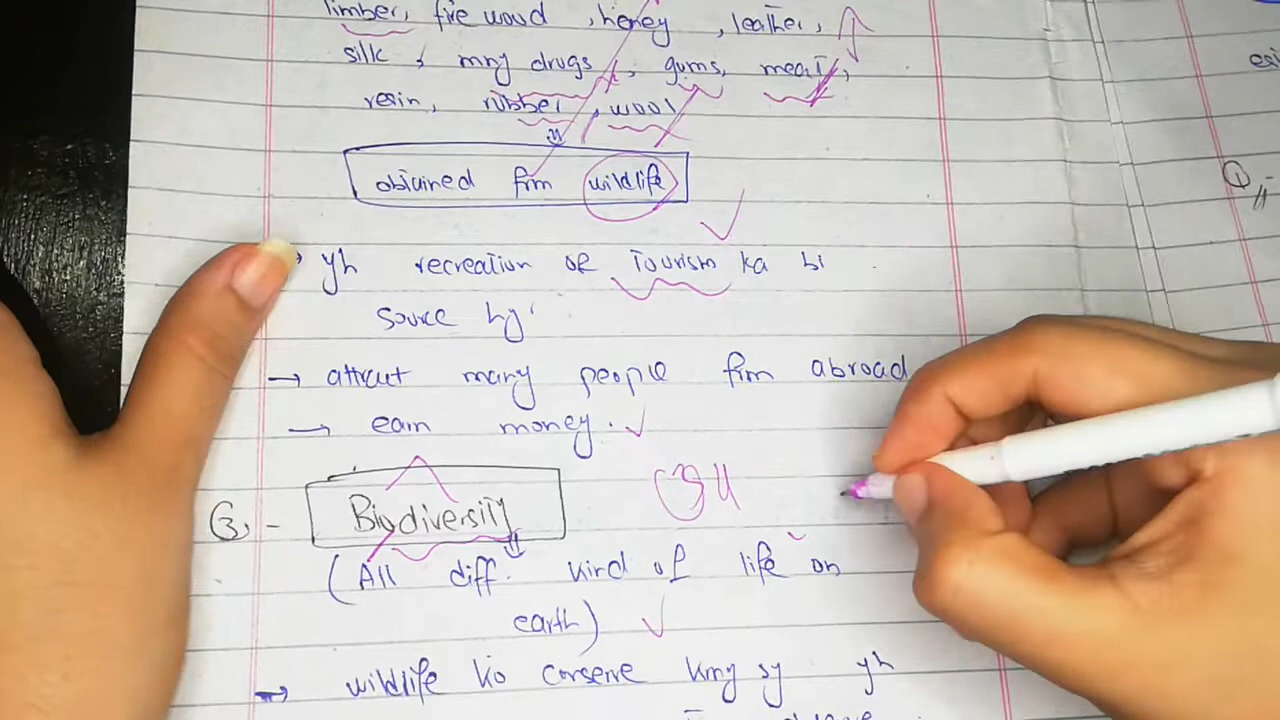 timber, fire wood, honey, leather,
silk & mny drugs, gums, meat,
resin, rubber, wool
obtained frm wildlife
yh recreation or Tourism ka bi
source hy
→ attract many people frm abroad
→ earn money.
3, - Biodiversity
(All diff. kind of life on
earth)
→ wildlife ko conserve krny sy yh